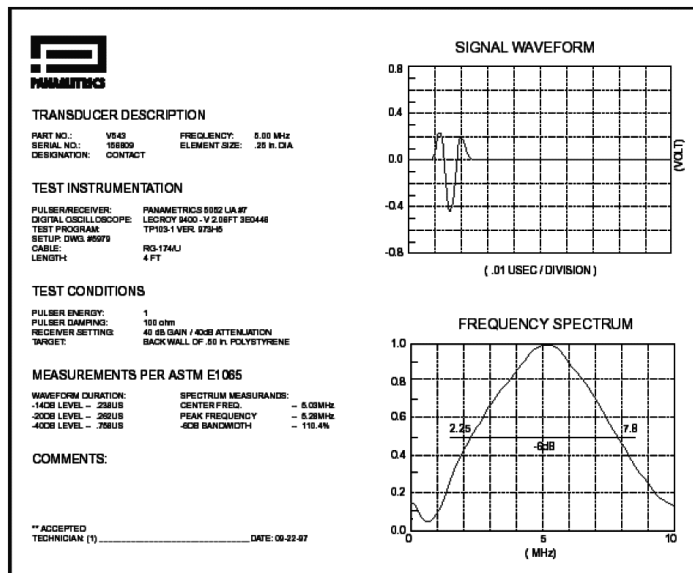 PANAMETRICS
TRANSDUCER DESCRIPTION
PART NO.: V543 FREQUENCY: 5.00 MHz
SERIAL NO.: 156809 ELEMENT SIZE: .25 in. DIA
DESIGNATION: CONTACT
TEST INSTRUMENTATION
PULSER/RECEIVER: PANAMETRICS 5052 UA #7
DIGITAL OSCILLOSCOPE: LECROY 9400 - V 2.06FT
TEST PROGRAM: TP103-1 VER.
SETUP: DWG. #5979
CABLE: RG-174/U
LENGTH: 4 FT
TEST CONDITIONS
PULSER ENERGY: 1
PULSER DAMPING: 100 ohm
RECEIVER SETTING: 40 dB GAIN / 40dB ATTENUATION
TARGET: BACK WALL OF .50 in. POLYSTYRENE
MEASUREMENTS PER ASTM E1065
WAVEFORM DURATION: SPECTRUM MEASURANDS:
-14DB LEVEL -- .238US CENTER FREQ. -- 5.03MHz
-20DB LEVEL -- .262US PEAK FREQUENCY -- 5.28MHz
-40DB LEVEL -- .758US -6DB BANDWIDTH -- 110.4%
COMMENTS:
** ACCEPTED
TECHNICIAN: (1) DATE: 09-22-97
SIGNAL WAVEFORM
0.8
0.4
0.0
-0.4
-0.8
(VOLT)
( .01 USEC / DIVISION )
FREQUENCY SPECTRUM
1.0
0.8
0.6
0.4
0.2
0.0
2.25 7.8
-6dB
0 5 10
( MHz)